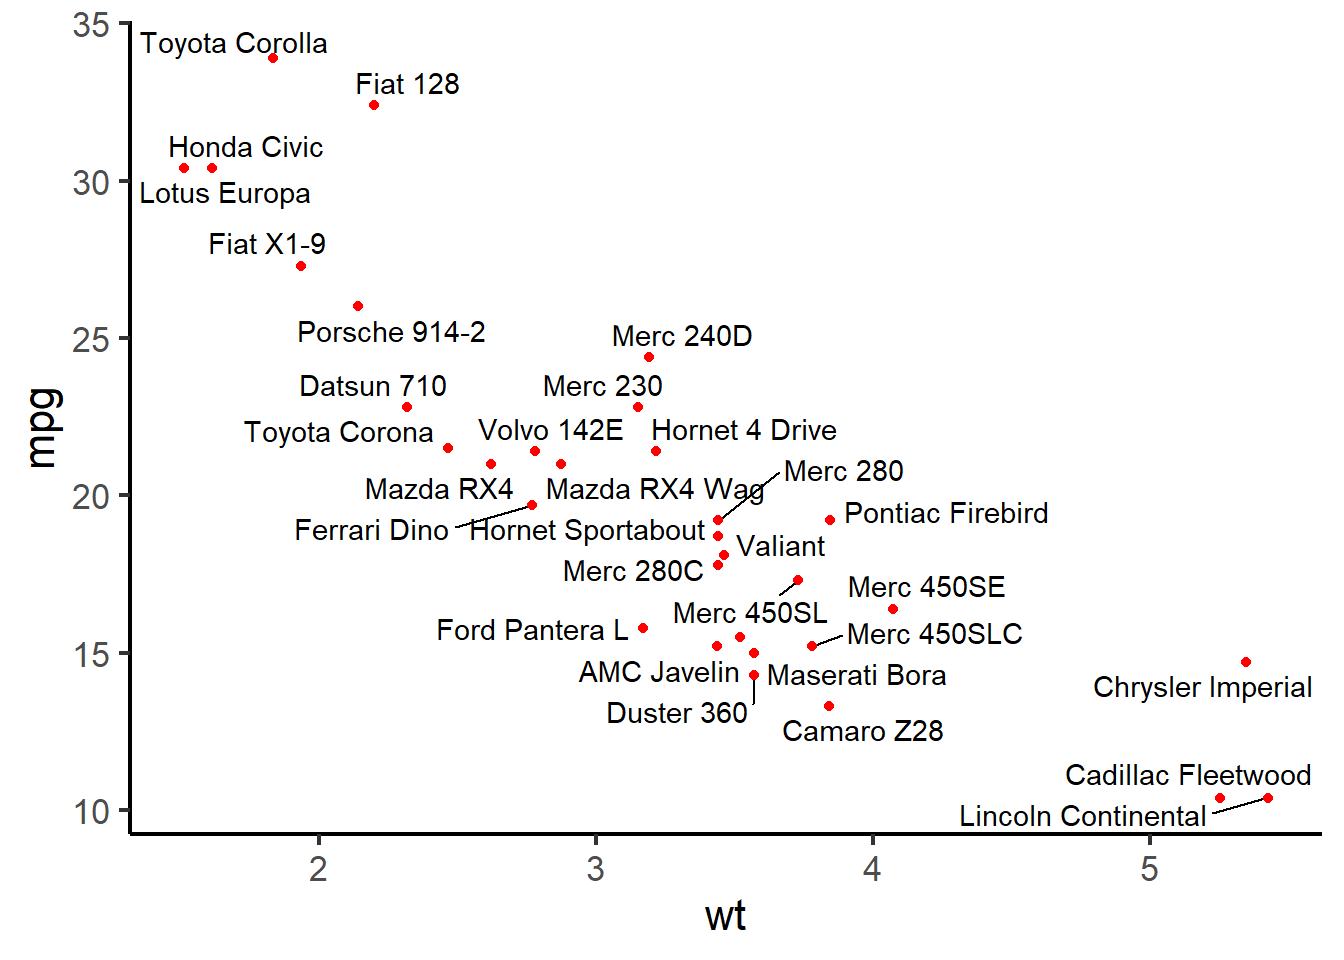 35
Toyota Corolla
Fiat 128
Honda Civic
30
Lotus Europa
Fiat X1-9
Porsche 914-2
25
Merc 240D
Datsun 710
Merc 230
Toyota Corona
Volvo 142E
Hornet 4 Drive
Merc 280
Mazda RX4
Mazda RX4 Wag
20
Pontiac Firebird
Ferrari Dino
Hornet Sportabout
Valiant
Merc 280C
Merc 450SE
Merc 450SL
Ford Pantera L
Merc 450SLC
15
AMC Javelin
Maserati Bora
Chrysler Imperial
Duster 360
Camaro Z28
Cadillac Fleetwood
10
Lincoln Continental
2
3
4
5
wt
mpg